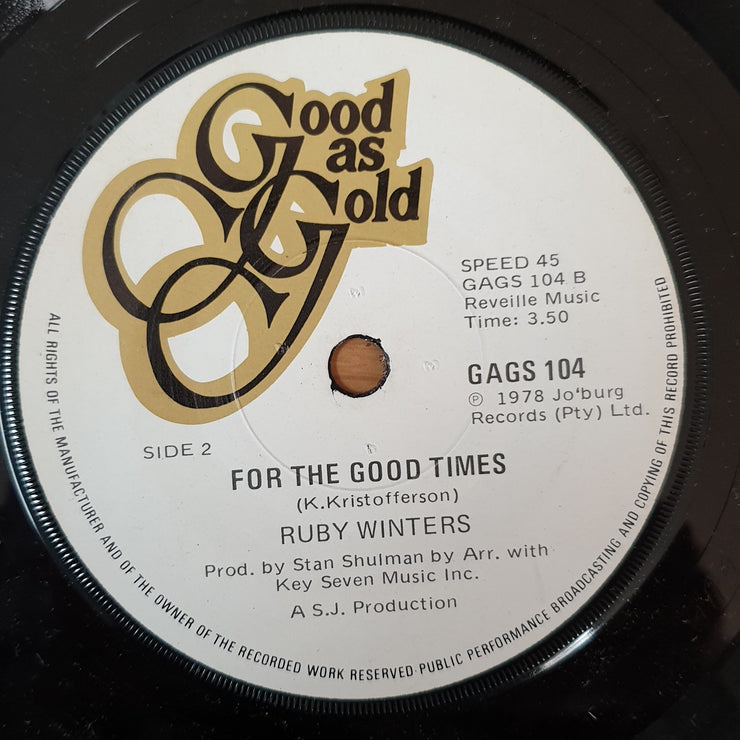 Good
as
Gold
SPEED 45
GAGS 104 B
Reveille Music
Time: 3.50
GAGS 104
℗ 1978 Jo'burg
Records (Pty) Ltd.
SIDE 2
FOR THE GOOD TIMES
(K.Kristofferson)
RUBY WINTERS
Prod. by Stan Shulman by Arr. with
Key Seven Music Inc.
A S.J. Production
ALL RIGHTS OF THE MANUFACTURER AND OF THE OWNER OF THE RECORDED WORK RESERVED·PUBLIC PERFORMANCE BROADCASTING AND COPYING OF THIS RECORD PROHIBITED